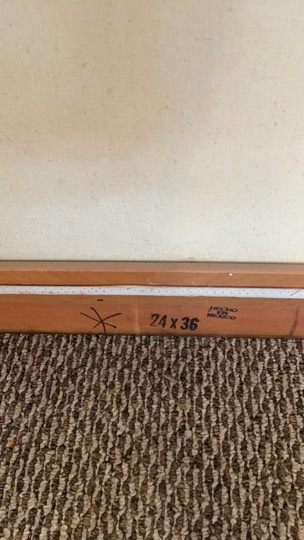 24 x 36
HECHO
EN
MEXICO